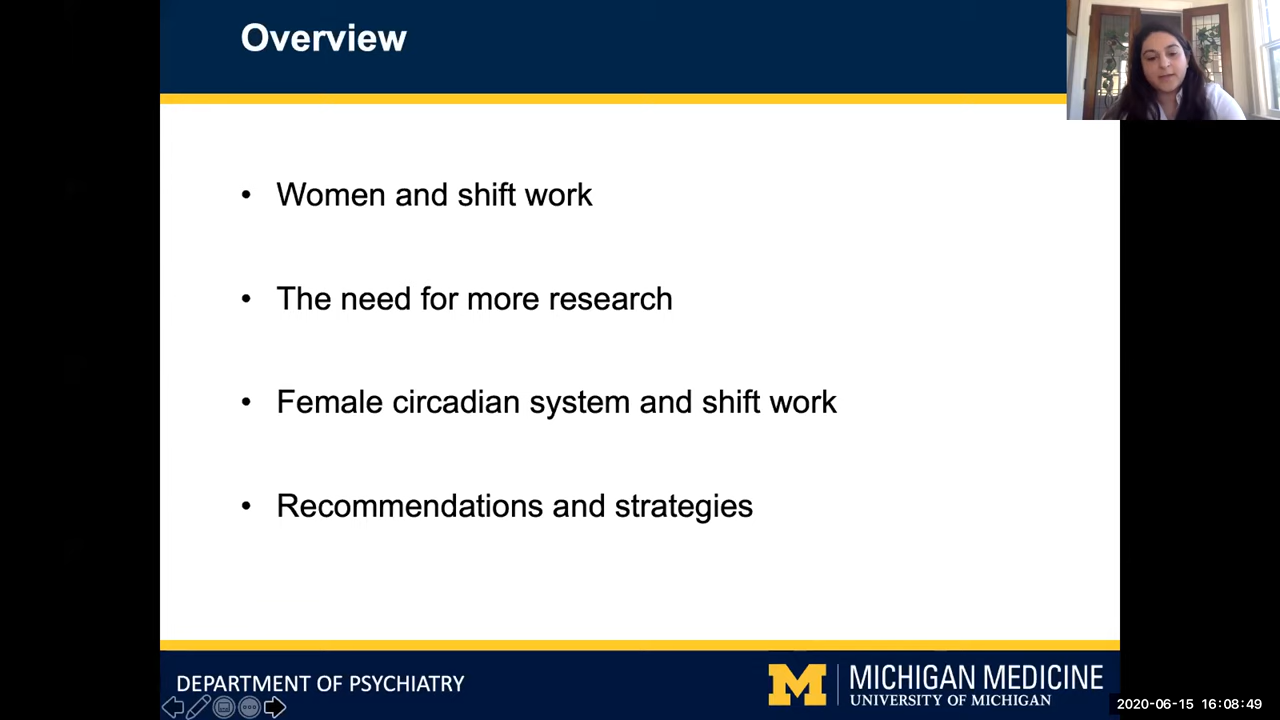 Overview
• Women and shift work
• The need for more research
• Female circadian system and shift work
• Recommendations and strategies
DEPARTMENT OF PSYCHIATRY
M MICHIGAN MEDICINE
UNIVERSITY OF MICHIGAN
2020-06-15 16:08:49